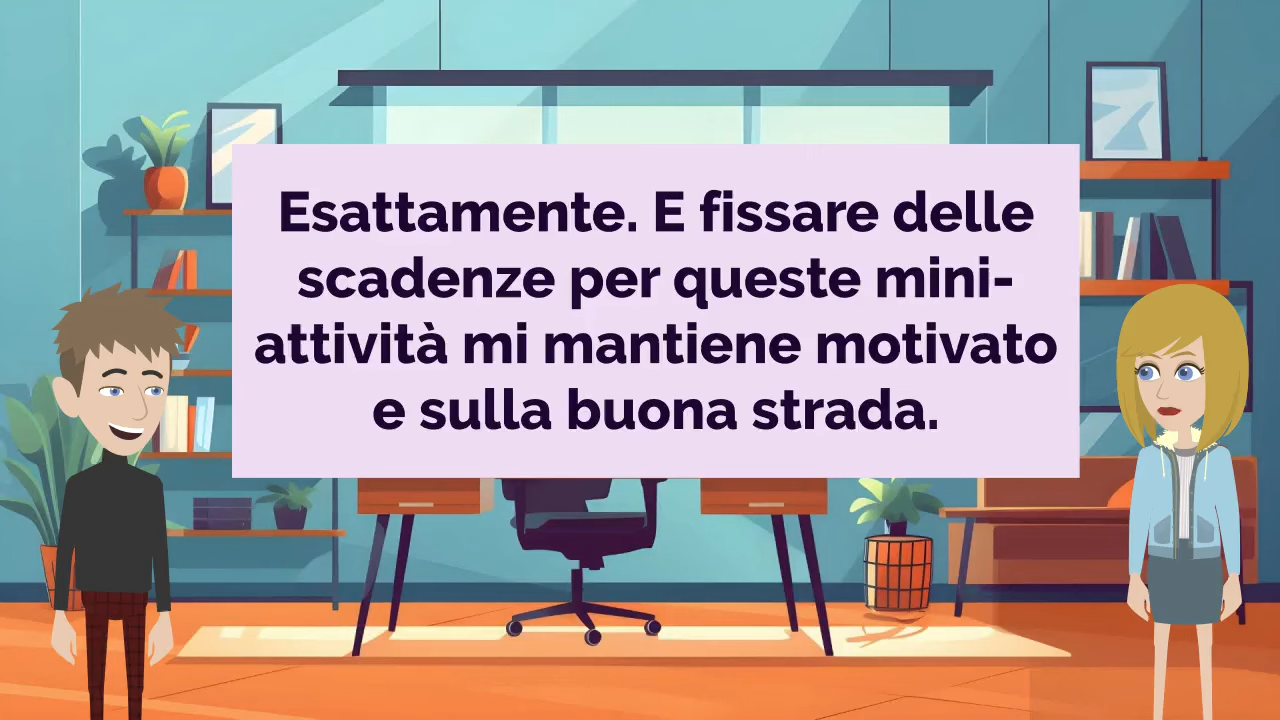 Esattamente. E fissare delle
scadenze per queste mini-
attività mi mantiene motivato
e sulla buona strada.